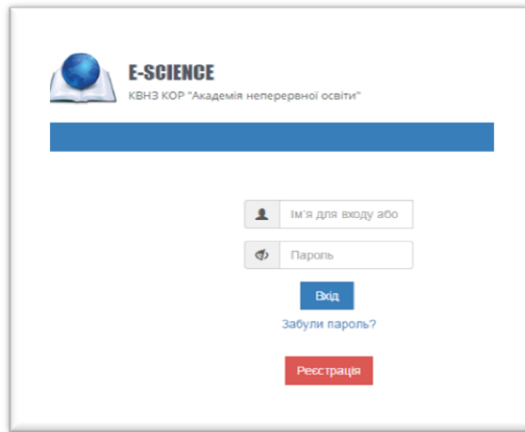 E-SCIENCE
КВНЗ КОР "Академія неперервної освіти"
Ім'я для входу або
Пароль
Вхід
Забули пароль?
Реєстрація